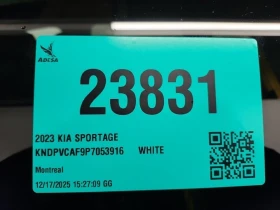 ADESA
23831
2023 KIA SPORTAGE
KNDPVCAF9P7053916 WHITE
Montreal
12/17/2025 15:27:09 GG